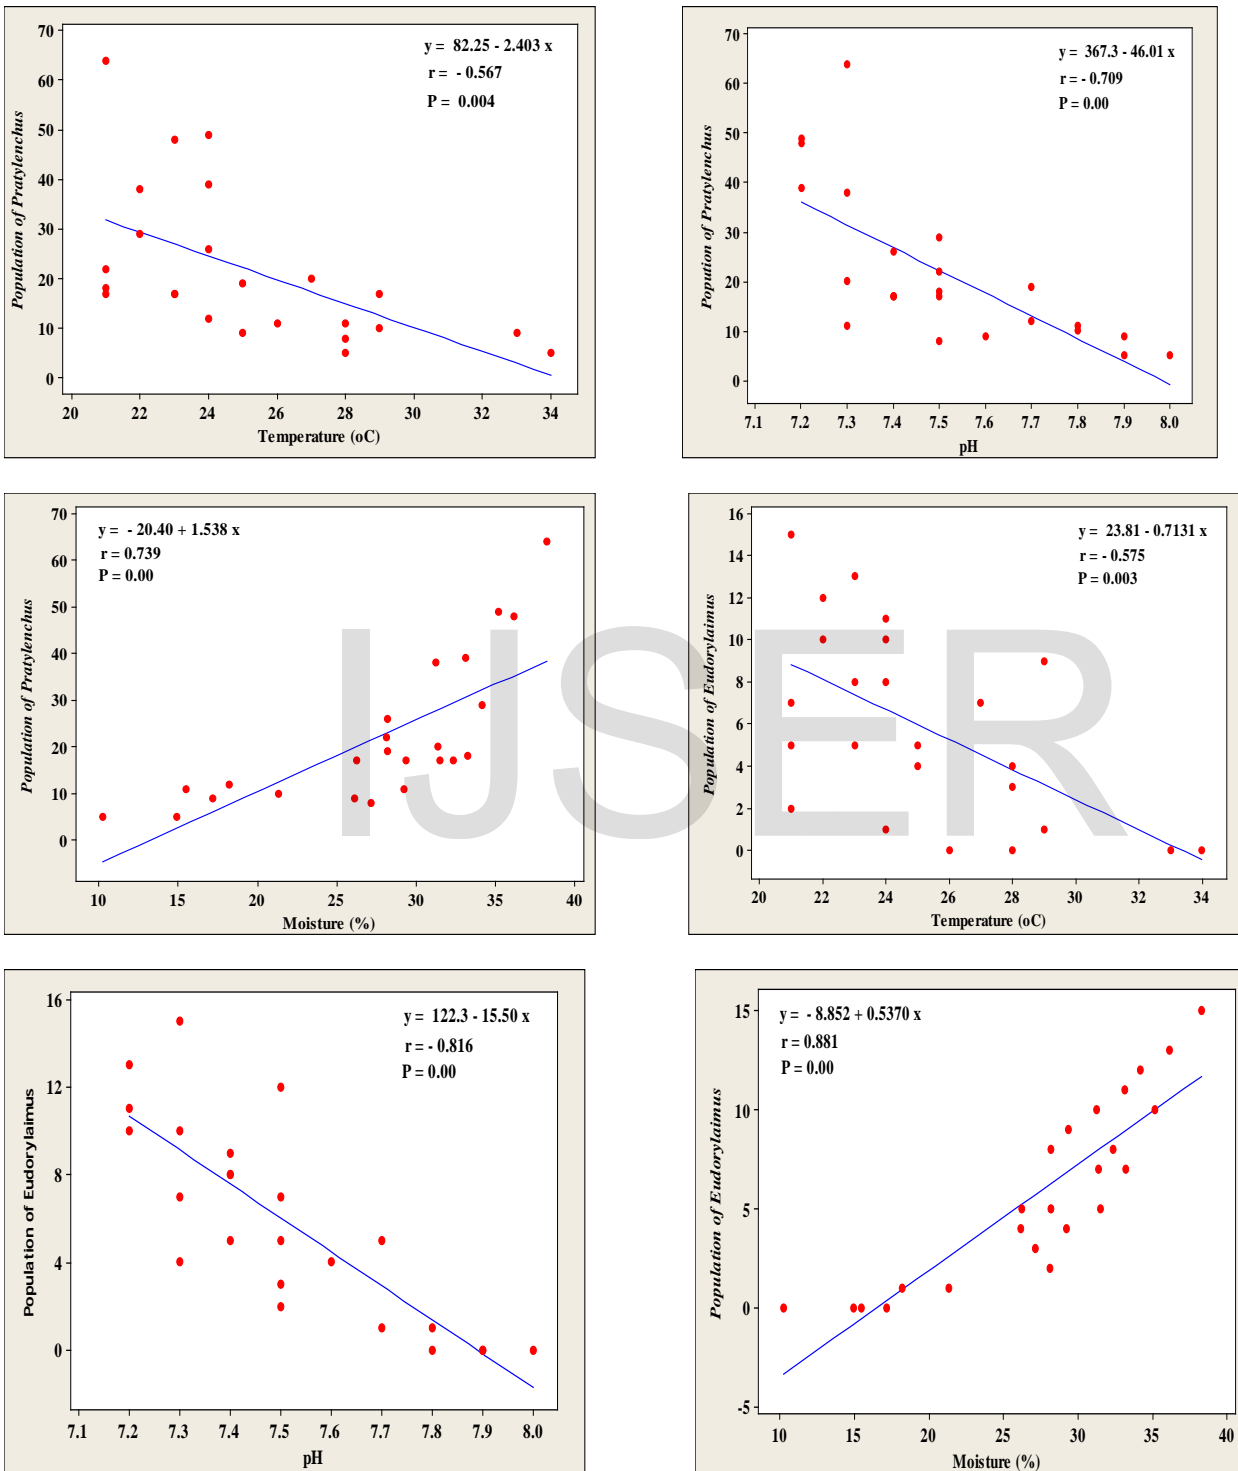 y = 82.25 - 2.403 x
r = - 0.567
P = 0.004
Population of Pratylenchus
70
60
50
40
30
20
10
0
20 22 24 26 28 30 32 34
Temperature (oC)
y = 367.3 - 46.01 x
r = - 0.709
P = 0.00
Popution of Pratylenchus
70
60
50
40
30
20
10
0
7.1 7.2 7.3 7.4 7.5 7.6 7.7 7.8 7.9 8.0
pH
y = - 20.40 + 1.538 x
r = 0.739
P = 0.00
Population of Pratylenchus
70
60
50
40
30
20
10
0
10 15 20 25 30 35 40
Moisture (%)
y = 23.81 - 0.7131 x
r = - 0.575
P = 0.003
Population of Eudorylaimus
16
14
12
10
8
6
4
2
0
20 22 24 26 28 30 32 34
Temperature (oC)
IJSER
y = 122.3 - 15.50 x
r = - 0.816
P = 0.00
Population of Eudorylaimus
16
12
8
4
0
7.1 7.2 7.3 7.4 7.5 7.6 7.7 7.8 7.9 8.0
pH
y = - 8.852 + 0.5370 x
r = 0.881
P = 0.00
Population of Eudorylaimus
15
10
5
0
-5
10 15 20 25 30 35 40
Moisture (%)